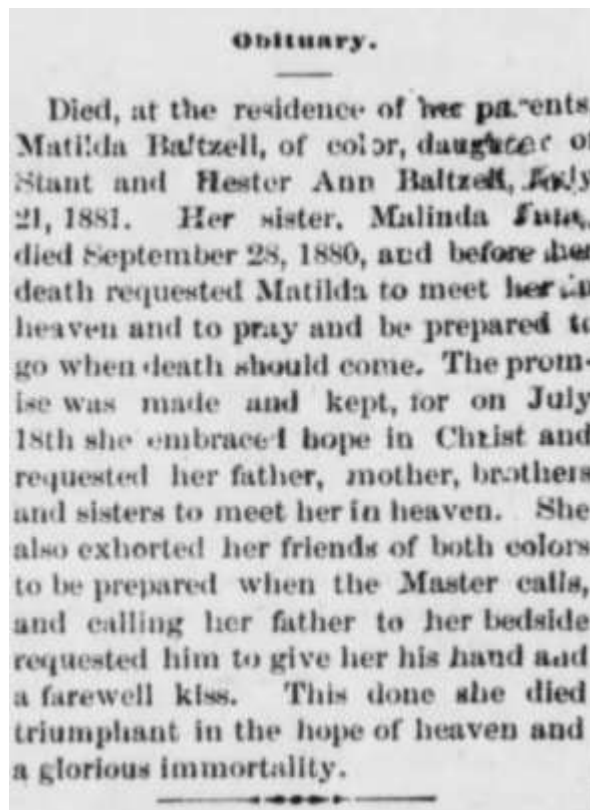 Obituary.
Died, at the residence of her parents
Matilda Baltzell, of color, daughter of
Stant and Hester Ann Baltzell, July
21, 1881. Her sister, Malinda
died September 28, 1880, and before her
death requested Matilda to meet her in
heaven and to pray and be prepared to
go when death should come. The prom-
ise was made and kept, for on July
18th she embraced hope in Christ and
requested her father, mother, brothers
and sisters to meet her in heaven. She
also exhorted her friends of both colors
to be prepared when the Master calls,
and calling her father to her bedside
requested him to give her his hand and
a farewell kiss. This done she died
triumphant in the hope of heaven and
a glorious immortality.